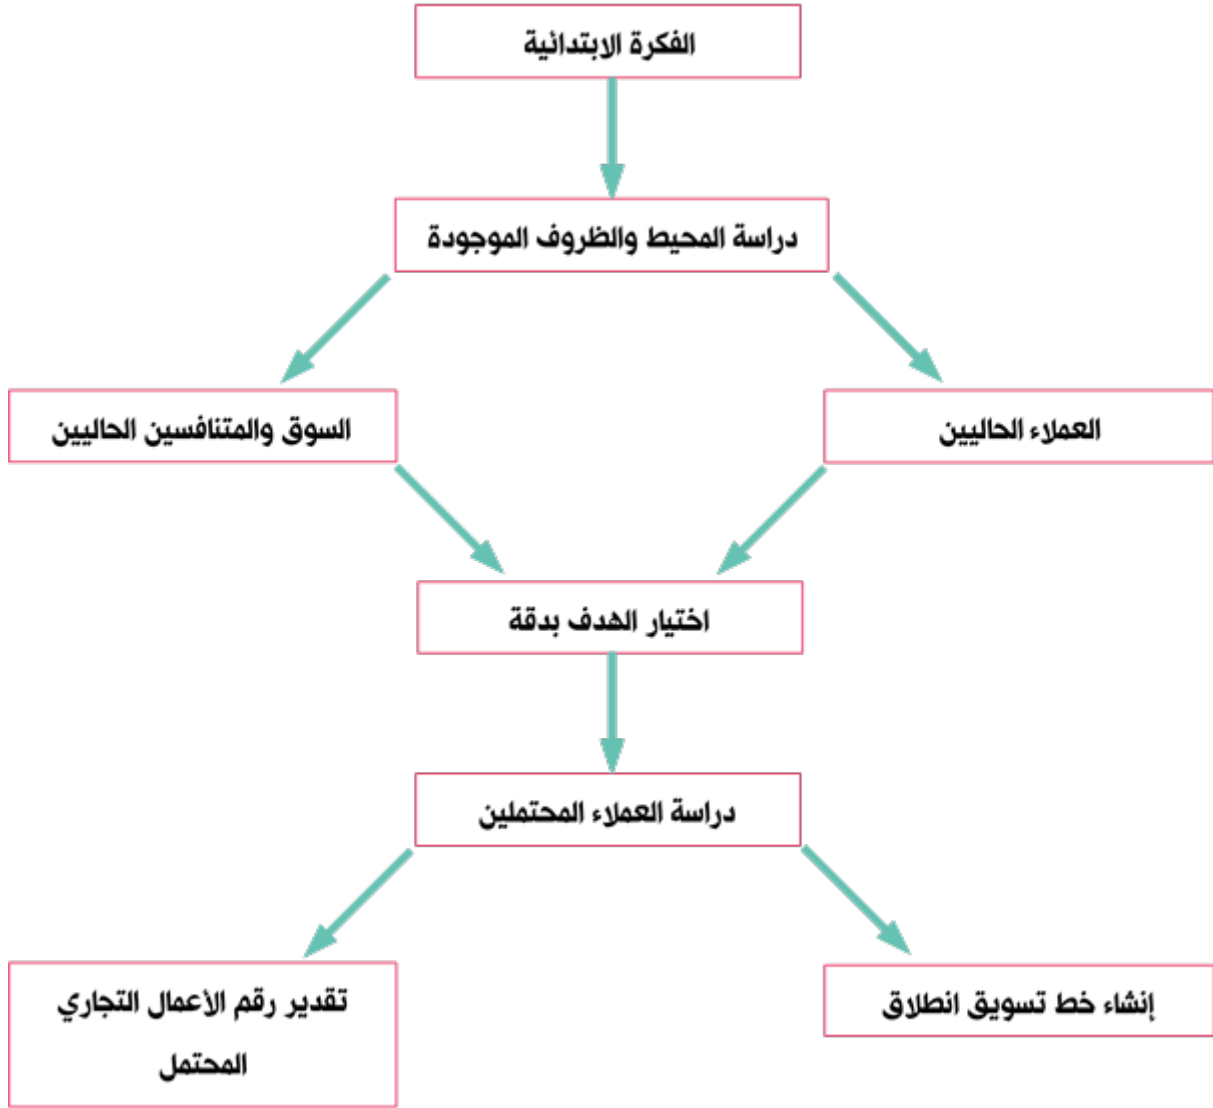 الفكرة الابتدائية
دراسة المحيط والظروف الموجودة
العملاء الحاليين
السوق والمتنافسين الحاليين
اختيار الهدف بدقة
دراسة العملاء المحتملين
إنشاء خط تسويق انطلاق
تقدير رقم الأعمال التجاري
المحتمل